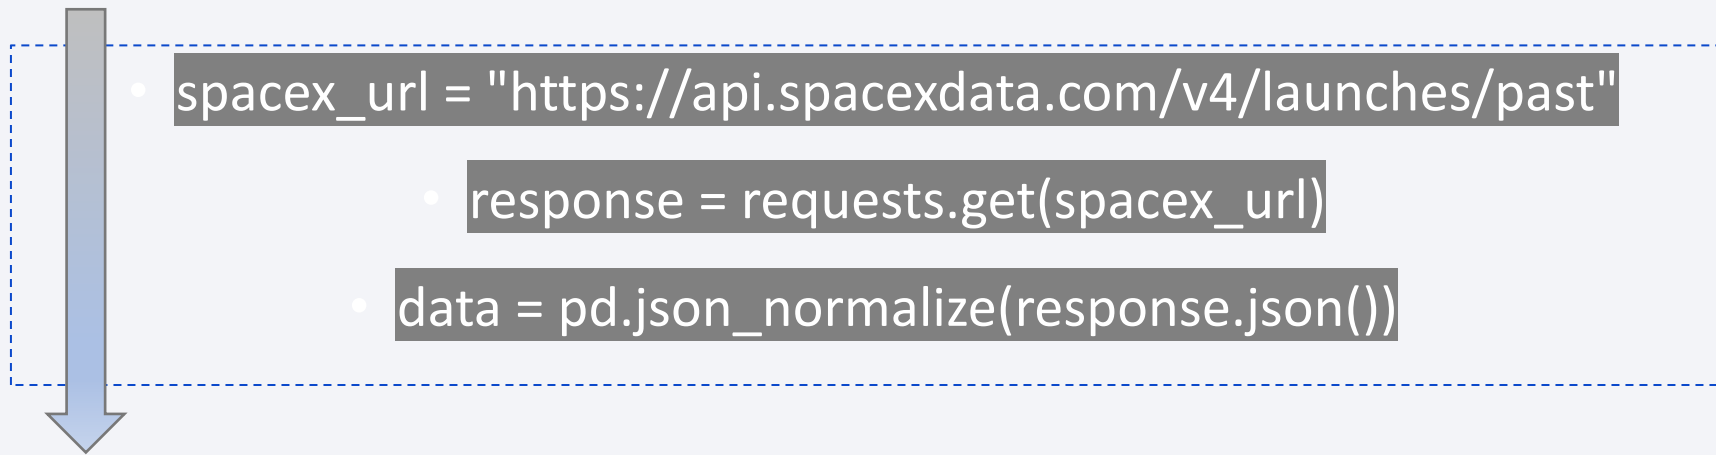 • spacex_url = "https://api.spacexdata.com/v4/launches/past"
• response = requests.get(spacex_url)
• data = pd.json_normalize(response.json())